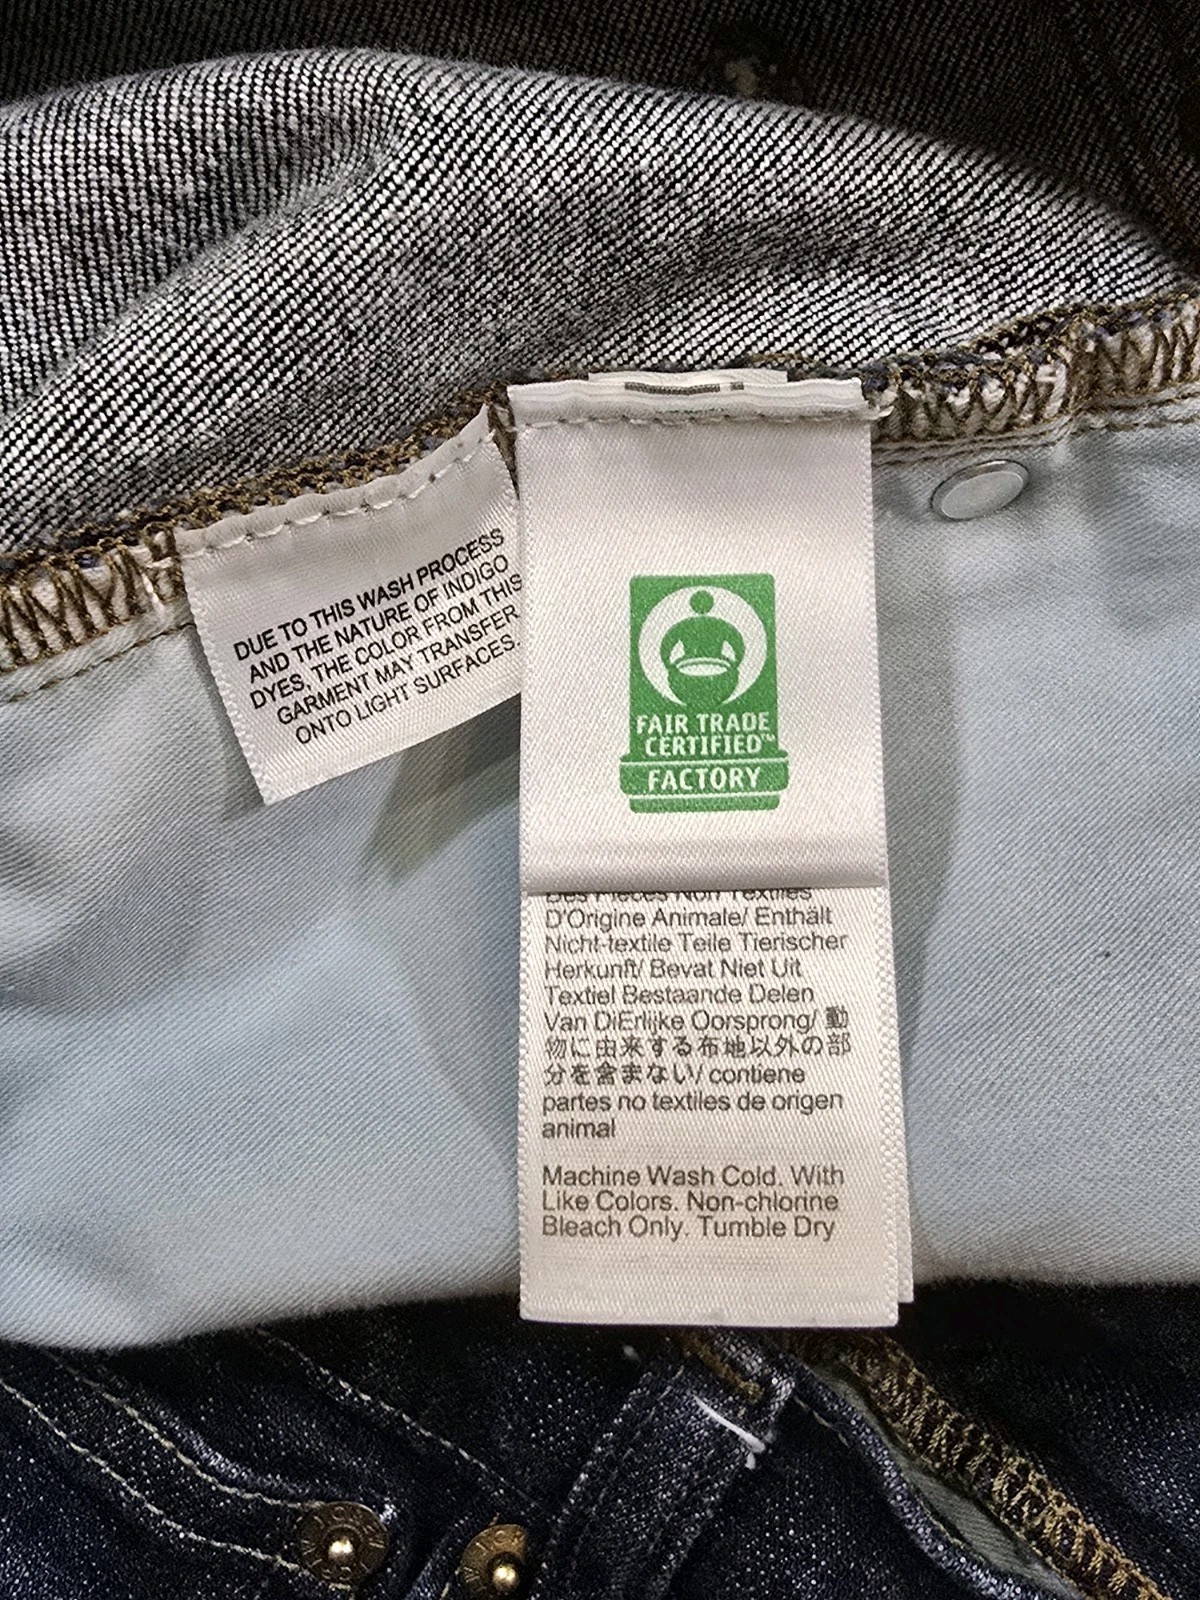 DUE TO THIS WASH PROCESS
AND THE NATURE OF INDIGO
DYES, THE COLOR FROM THIS
GARMENT MAY TRANSFER
ONTO LIGHT SURFACES.
FAIR TRADE
CERTIFIED™
FACTORY
Des Pièces Non Textiles
D'Origine Animale/ Enthält
Nicht-textile Teile Tierischer
Herkunft/ Bevat Niet Uit
Textiel Bestaande Delen
Van DiErlijke Oorsprong/ 動
物に由来する布地以外の部
分を含まない/ contiene
partes no textiles de origen
animal
Machine Wash Cold. With
Like Colors. Non-chlorine
Bleach Only. Tumble Dry